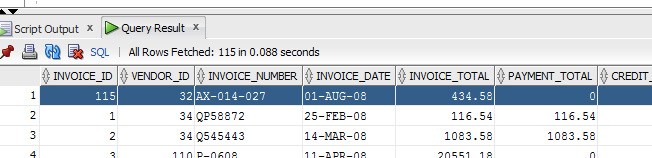 Script Output × Query Result ×
SQL | All Rows Fetched: 115 in 0.088 seconds
INVOICE_ID VENDOR_ID INVOICE_NUMBER INVOICE_DATE INVOICE_TOTAL PAYMENT_TOTAL CREDIT_
1 115 32 AX-014-027 01-AUG-08 434.58 0
2 1 34 QP58872 25-FEB-08 116.54 116.54
3 2 34 Q545443 14-MAR-08 1083.58 1083.58
4 3 110 P-0608 11-APR-08 20551.18 0